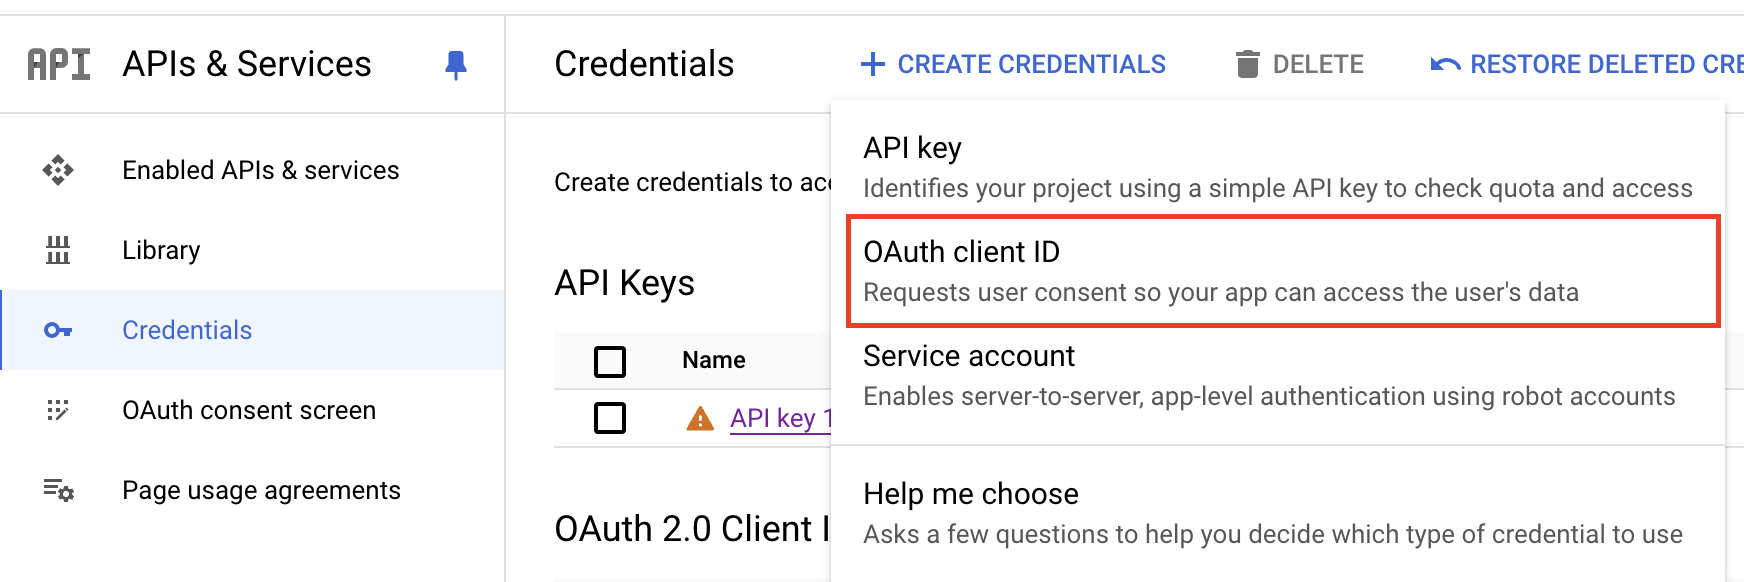 API APIs & Services
Enabled APIs & services
Library
Credentials
OAuth consent screen
Page usage agreements
Credentials
CREATE CREDENTIALS
DELETE
RESTORE DELETED CRE
Create credentials to acc
API Keys
Name
API key 1
OAuth 2.0 Client I
API key
Identifies your project using a simple API key to check quota and access
OAuth client ID
Requests user consent so your app can access the user's data
Service account
Enables server-to-server, app-level authentication using robot accounts
Help me choose
Asks a few questions to help you decide which type of credential to use